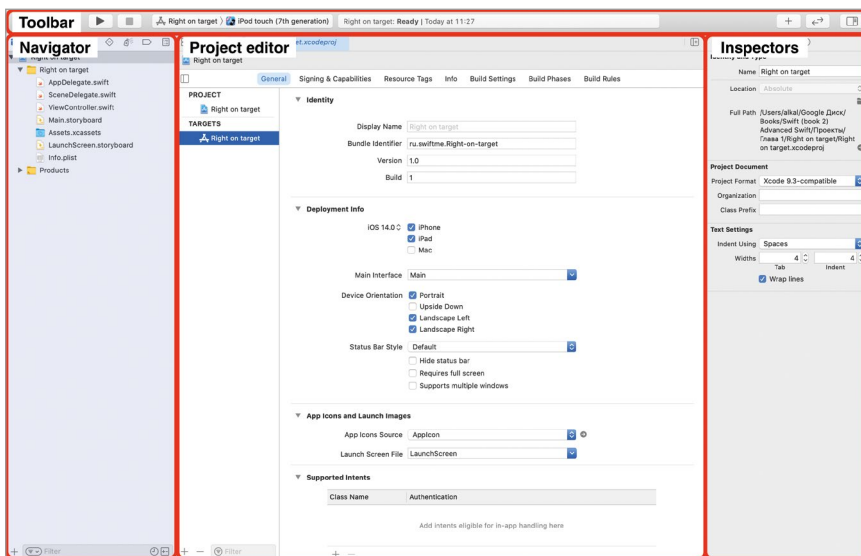 Toolbar
Right on target
iPod touch (7th generation)
Right on target: Ready | Today at 11:27
Navigator
Project editor
et.xcodeproj
Inspectors
Right on target
Right on target
AppDelegate.swift
SceneDelegate.swift
ViewController.swift
Main.storyboard
Assets.xcassets
LaunchScreen.storyboard
Info.plist
Products
Filter
General
Signing & Capabilities
Resource Tags
Info
Build Settings
Build Phases
Build Rules
PROJECT
Right on target
TARGETS
Right on target
Filter
Identity
Display Name Right on target
Bundle Identifier ru.swiftme.Right-on-target
Version 1.0
Build 1
Deployment Info
iOS 14.0 iPhone
iPad
Mac
Main Interface Main
Device Orientation Portrait
Upside Down
Landscape Left
Landscape Right
Status Bar Style Default
Hide status bar
Requires full screen
Supports multiple windows
App Icons and Launch Images
App Icons Source AppIcon
Launch Screen File LaunchScreen
Supported Intents
Class Name Authentication
Add intents eligible for in-app handling here
Name Right on target
Location Absolute
Full Path /Users/alkal/Google Диск/
Books/Swift (book 2)
Advanced Swift/Проекты/
Глава 1/Right on target/Right
on target.xcodeproj
Project Document
Project Format Xcode 9.3-compatible
Organization
Class Prefix
Text Settings
Indent Using Spaces
Widths 4 4
Tab Indent
Wrap lines